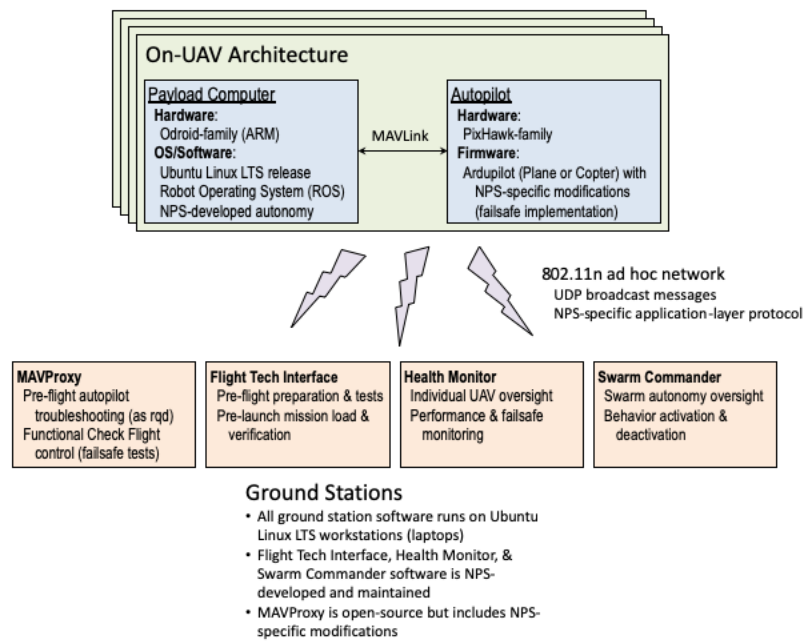 On-UAV Architecture
Payload Computer
Hardware:
Odroid-family (ARM)
OS/Software:
Ubuntu Linux LTS release
Robot Operating System (ROS)
NPS-developed autonomy
MAVLink
Autopilot
Hardware:
PixHawk-family
Firmware:
Ardupilot (Plane or Copter) with
NPS-specific modifications
(failsafe implementation)
802.11n ad hoc network
UDP broadcast messages
NPS-specific application-layer protocol
MAVProxy
Pre-flight autopilot
troubleshooting (as rqd)
Functional Check Flight
control (failsafe tests)
Flight Tech Interface
Pre-flight preparation & tests
Pre-launch mission load &
verification
Health Monitor
Individual UAV oversight
Performance & failsafe
monitoring
Swarm Commander
Swarm autonomy oversight
Behavior activation &
deactivation
Ground Stations
• All ground station software runs on Ubuntu
Linux LTS workstations (laptops)
• Flight Tech Interface, Health Monitor, &
Swarm Commander software is NPS-
developed and maintained
• MAVProxy is open-source but includes NPS-
specific modifications